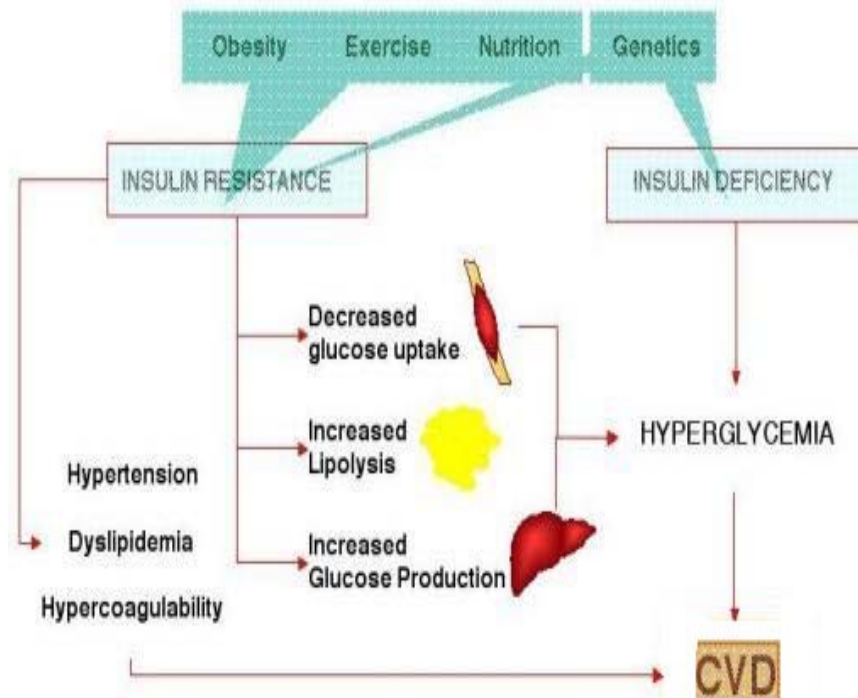 Obesity Exercise Nutrition Genetics
INSULIN RESISTANCE
INSULIN DEFICIENCY
Decreased
glucose uptake
Increased
Lipolysis
Increased
Glucose Production
HYPERGLYCEMIA
Hypertension
Dyslipidemia
Hypercoagulability
CVD